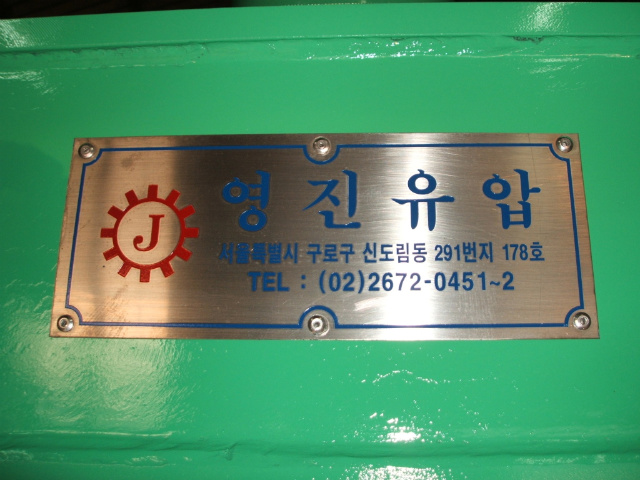 J
영진유압
서울특별시 구로구 신도림동 291번지 178호
TEL : (02)2672-0451~2